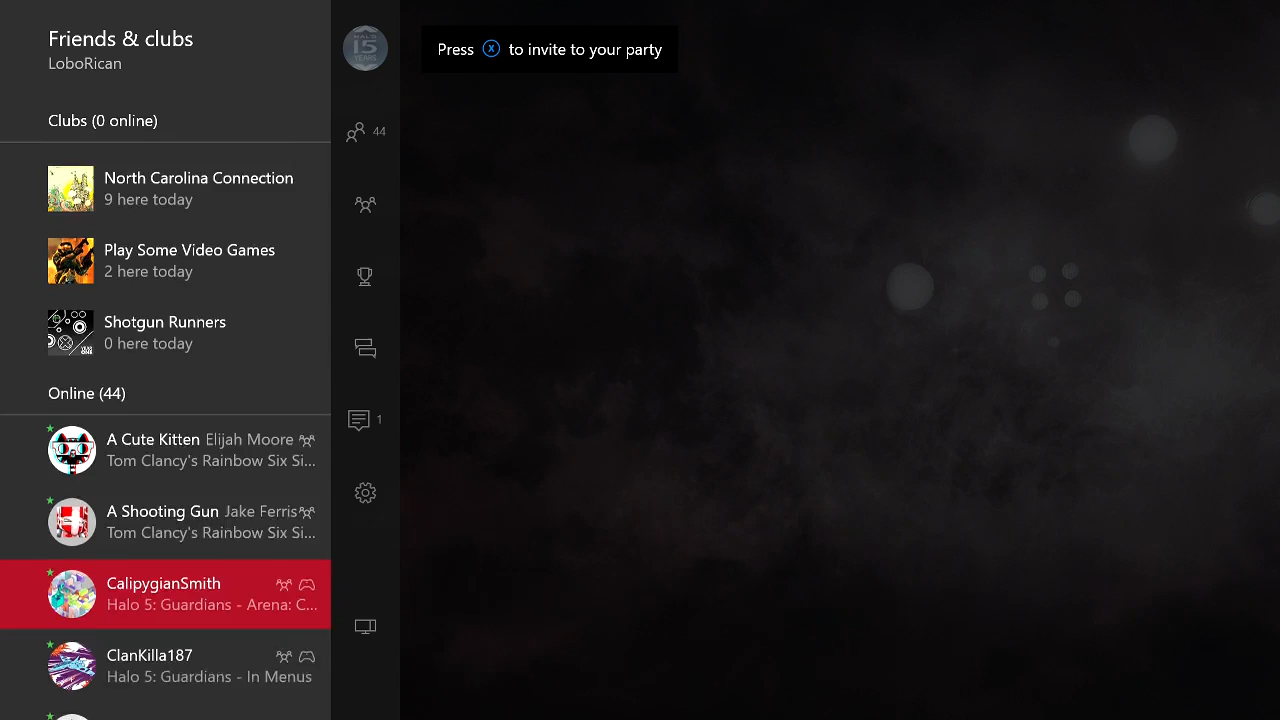 Friends & clubs
LoboRican
Clubs (0 online)
North Carolina Connection
9 here today
Play Some Video Games
2 here today
Shotgun Runners
0 here today
Online (44)
A Cute Kitten Elijah Moore
Tom Clancy's Rainbow Six Si...
A Shooting Gun Jake Ferris
Tom Clancy's Rainbow Six Si...
CalipygianSmith
Halo 5: Guardians - Arena: C...
ClanKilla187
Halo 5: Guardians - In Menus
HALO
15
YEARS
44
1
Press X to invite to your party